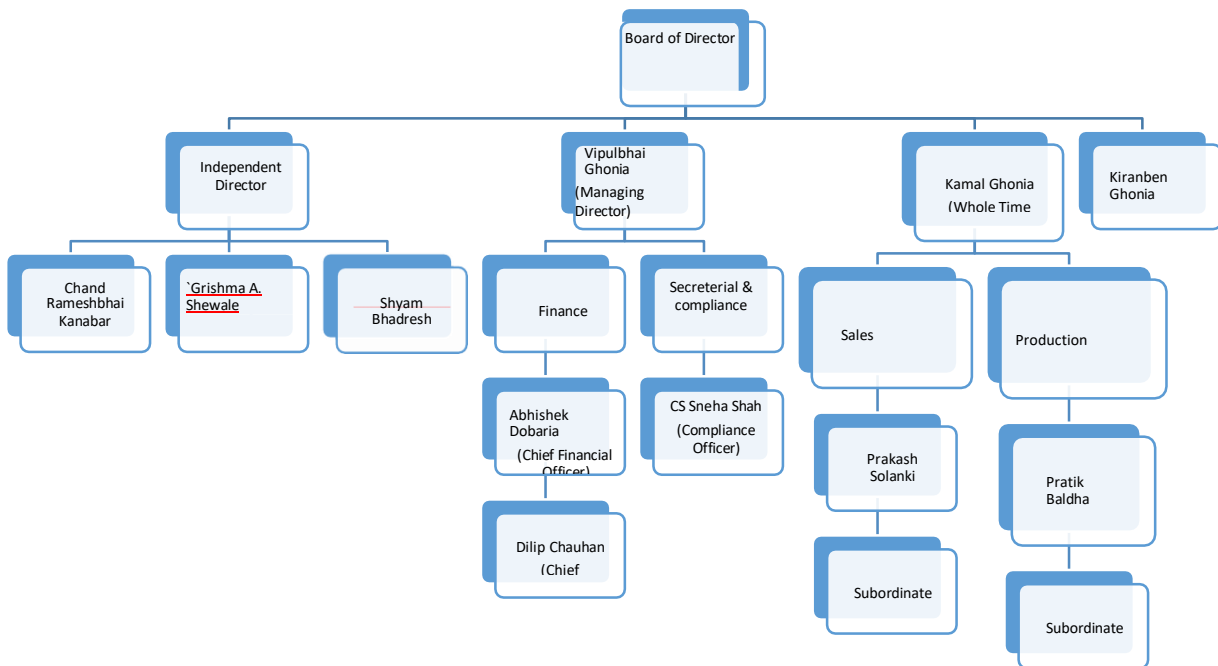 Board of Director
Independent
Director
Vipulbhai
Ghonia
(Managing
Director)
Kamal Ghonia
(Whole Time
Kiranben
Ghonia
Chand
Rameshbhai
Kanabar
`Grishma A.
Shewale
Shyam
Bhadresh
Finance
Secreterial &
compliance
Sales
Production
Abhishek
Dobaria
(Chief Financial
Officer)
CS Sneha Shah
(Compliance
Officer)
Prakash
Solanki
Pratik
Baldha
Dilip Chauhan
(Chief
Subordinate
Subordinate